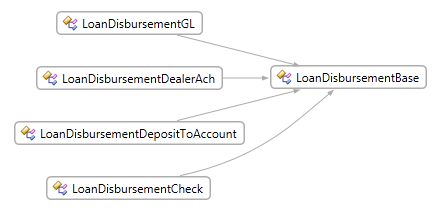 LoanDisbursementGL
LoanDisbursementDealerAch
LoanDisbursementBase
LoanDisbursementDepositToAccount
LoanDisbursementCheck